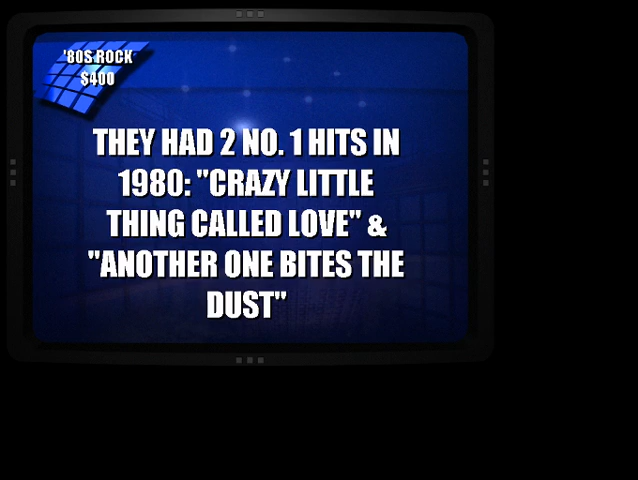 '80S ROCK
$400
THEY HAD 2 NO. 1 HITS IN
1980: "CRAZY LITTLE
THING CALLED LOVE" &
"ANOTHER ONE BITES THE
DUST"